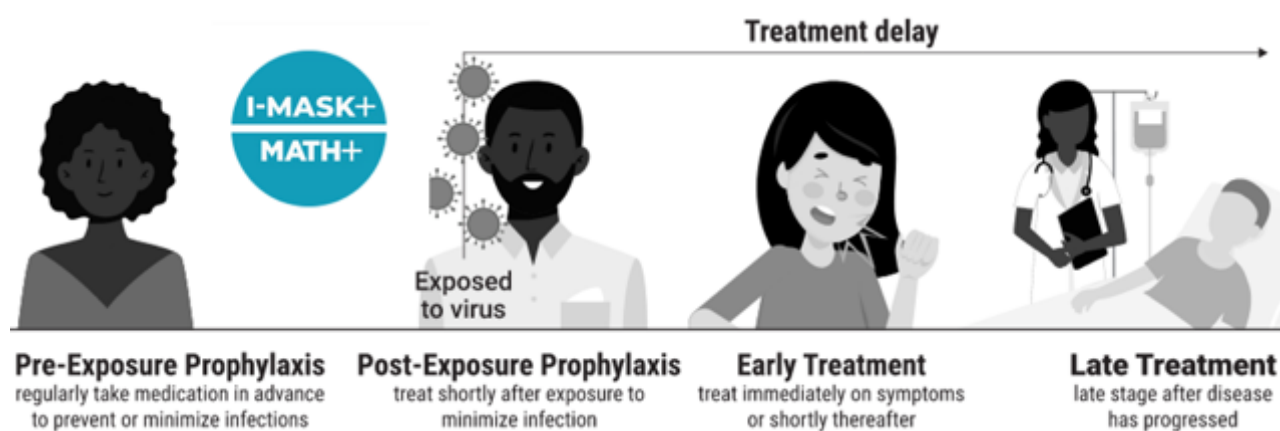 Treatment delay
I-MASK+
MATH+
Exposed
to virus
Pre-Exposure Prophylaxis
regularly take medication in advance
to prevent or minimize infections
Post-Exposure Prophylaxis
treat shortly after exposure to
minimize infection
Early Treatment
treat immediately on symptoms
or shortly thereafter
Late Treatment
late stage after disease
has progressed